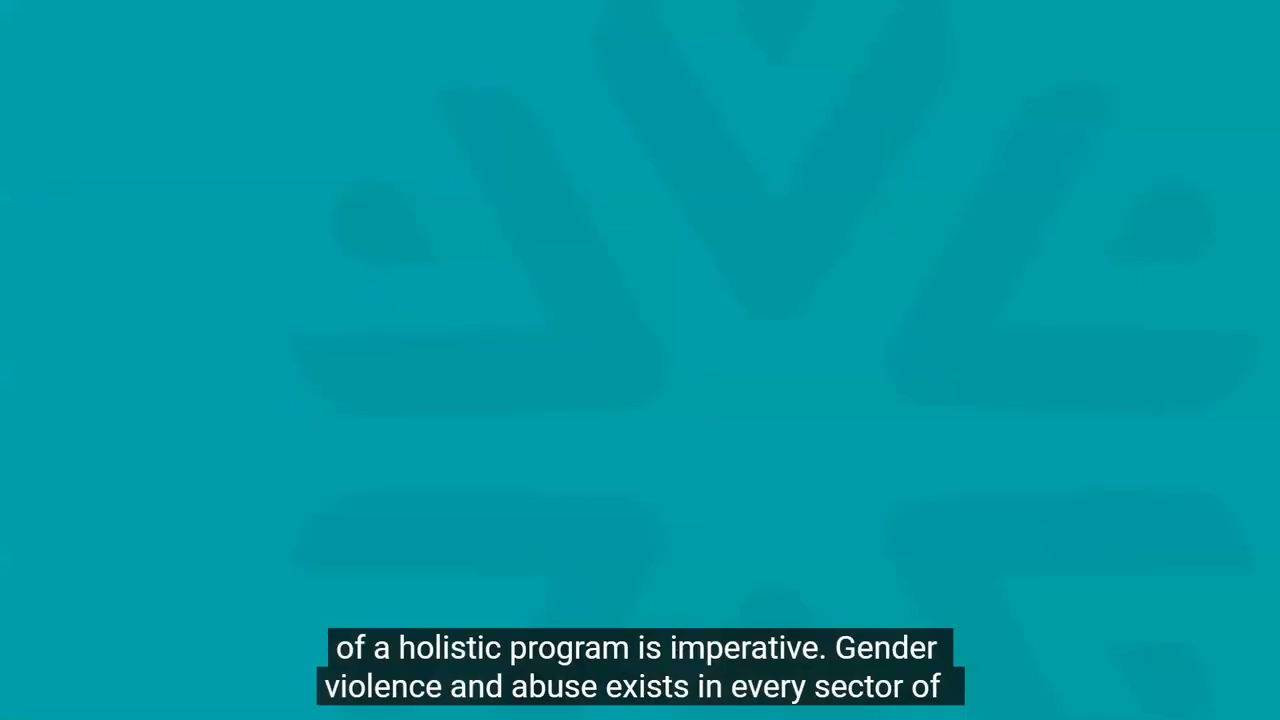 of a holistic program is imperative. Gender
violence and abuse exists in every sector of